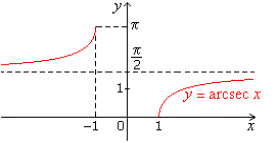 y
π
π/2
1
y = arcsec x
−1 0 1 x